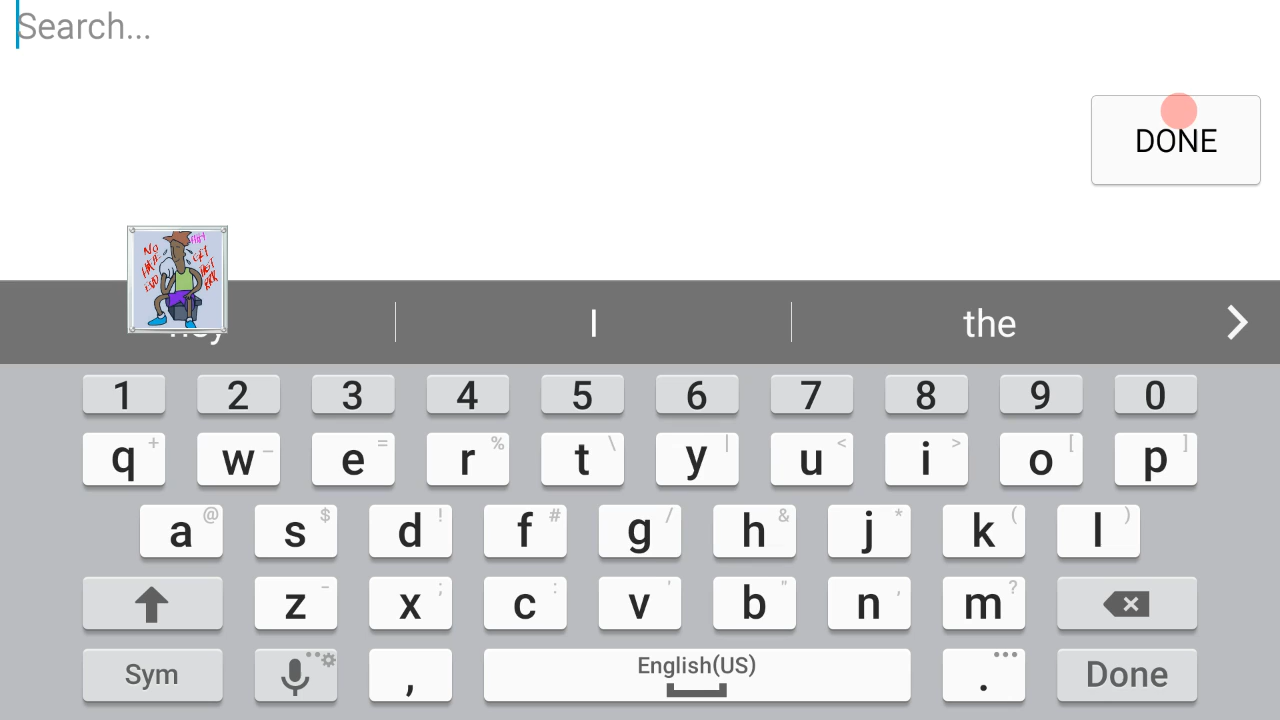 Search...
DONE
I
the
1 2 3 4 5 6 7 8 9 0
q + w _ e = r % t \ y | u < i > o [ p ]
a @ s $ d ! f # g / h & j * k ( l )
z - x ; c : v ' b " n , m ?
Sym , English(US) . Done